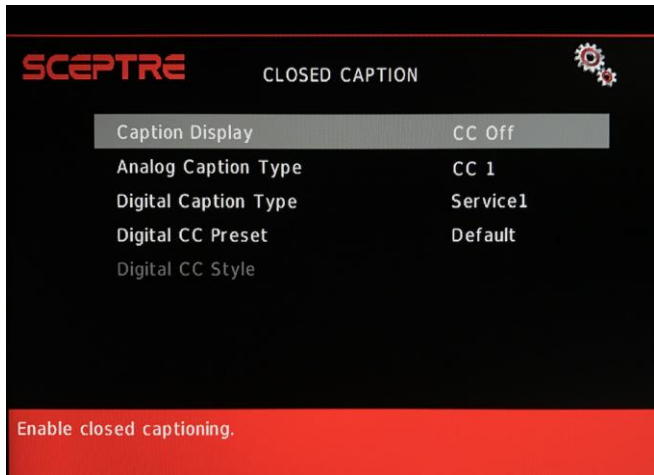 SCEPTRE
CLOSED CAPTION
Caption Display CC Off
Analog Caption Type CC 1
Digital Caption Type Service1
Digital CC Preset Default
Digital CC Style
Enable closed captioning.